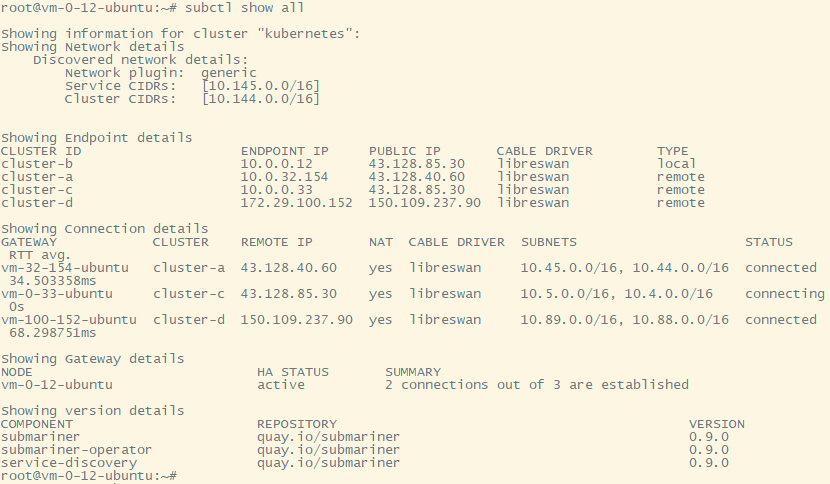 root@vm-0-12-ubuntu:~# subctl show all
Showing information for cluster "kubernetes":
Showing Network details
Discovered network details:
Network plugin: generic
Service CIDRs: [10.145.0.0/16]
Cluster CIDRs: [10.144.0.0/16]
Showing Endpoint details
CLUSTER ID ENDPOINT IP PUBLIC IP CABLE DRIVER TYPE
cluster-b 10.0.0.12 43.128.85.30 libreswan local
cluster-a 10.0.32.154 43.128.40.60 libreswan remote
cluster-c 10.0.0.33 43.128.85.30 libreswan remote
cluster-d 172.29.100.152 150.109.237.90 libreswan remote
Showing Connection details
GATEWAY CLUSTER REMOTE IP NAT CABLE DRIVER SUBNETS STATUS
RTT avg.
vm-32-154-ubuntu cluster-a 43.128.40.60 yes libreswan 10.45.0.0/16, 10.44.0.0/16 connected
34.503358ms
vm-0-33-ubuntu cluster-c 43.128.85.30 yes libreswan 10.5.0.0/16, 10.4.0.0/16 connecting
0s
vm-100-152-ubuntu cluster-d 150.109.237.90 yes libreswan 10.89.0.0/16, 10.88.0.0/16 connected
68.298751ms
Showing Gateway details
NODE HA STATUS SUMMARY
vm-0-12-ubuntu active 2 connections out of 3 are established
Showing version details
COMPONENT REPOSITORY VERSION
submariner quay.io/submariner 0.9.0
submariner-operator quay.io/submariner 0.9.0
service-discovery quay.io/submariner 0.9.0
root@vm-0-12-ubuntu:~#